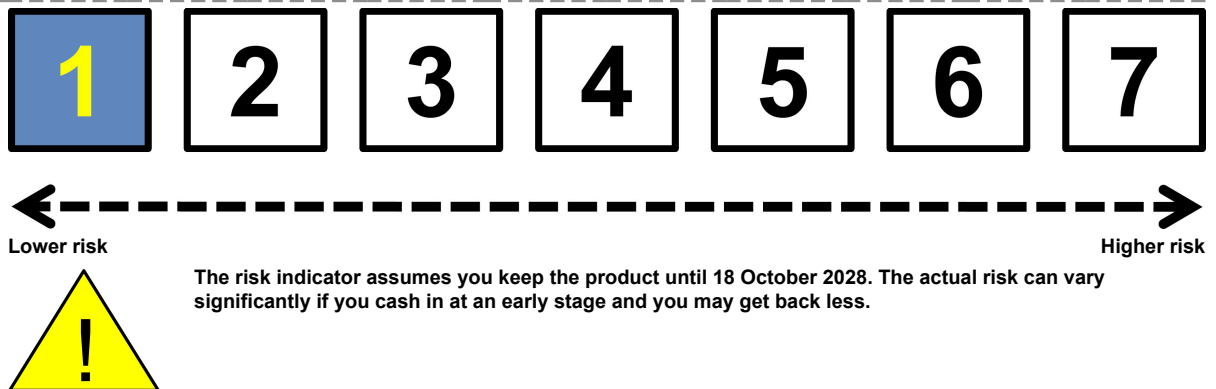 1 2 3 4 5 6 7
Lower risk Higher risk
The risk indicator assumes you keep the product until 18 October 2028. The actual risk can vary
significantly if you cash in at an early stage and you may get back less.
!